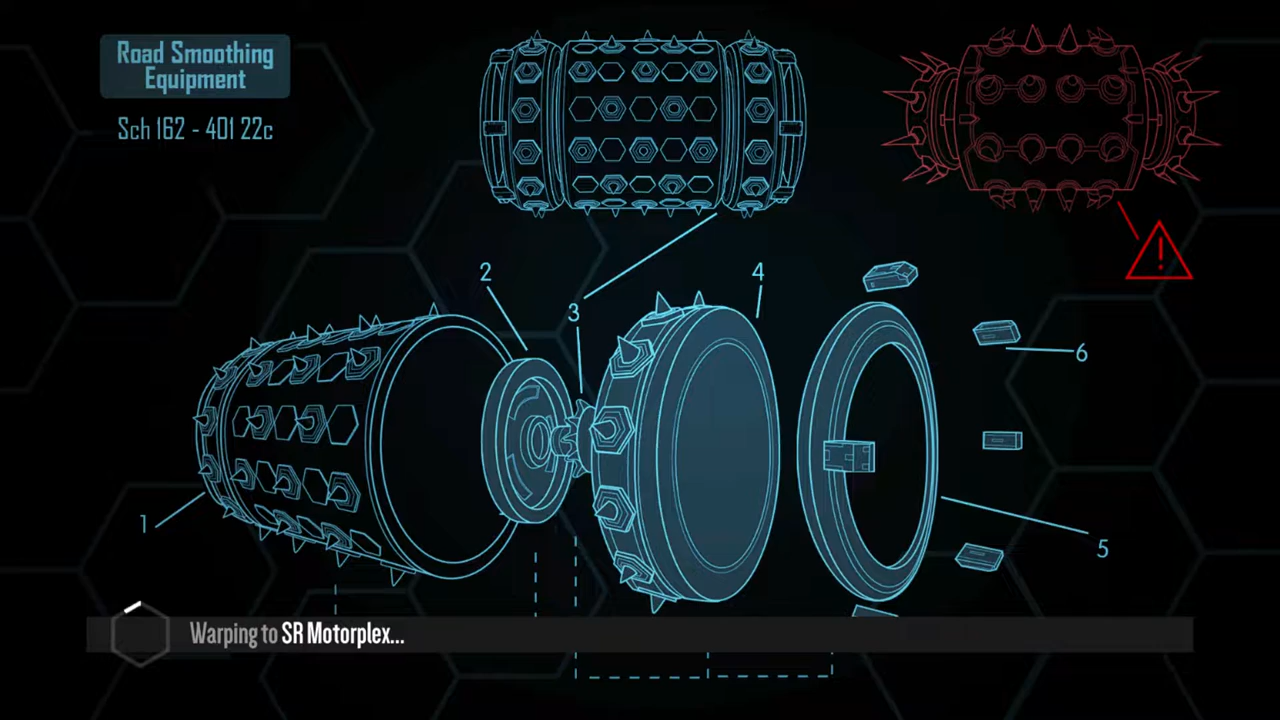 Road Smoothing
Equipment
Sch 162 - 401 22c
2
4
3
6
1
5
Warping to SR Motorplex...